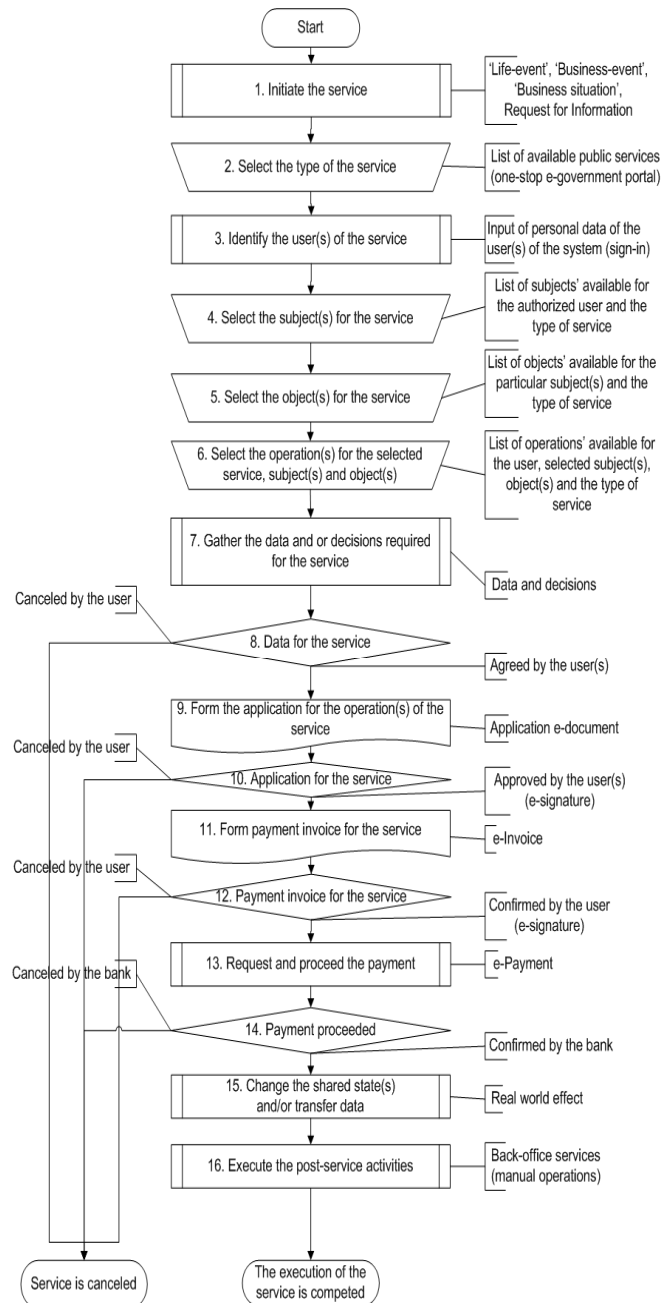 Start
1. Initiate the service
'Life-event', 'Business-event',
'Business situation',
Request for Information
2. Select the type of the service
List of available public services
(one-stop e-government portal)
3. Identify the user(s) of the service
Input of personal data of the
user(s) of the system (sign-in)
4. Select the subject(s) for the service
List of subjects' available for
the authorized user and the
type of service
5. Select the object(s) for the service
List of objects' available for the
particular subject(s) and the
type of service
6. Select the operation(s) for the selected
service, subject(s) and object(s)
List of operations' available for
the user, selected subject(s),
object(s) and the type of
service
7. Gather the data and or decisions required
for the service
Data and decisions
Canceled by the user
8. Data for the service
Agreed by the user(s)
9. Form the application for the operation(s) of the
service
Application e-document
Canceled by the user
10. Application for the service
Approved by the user(s)
(e-signature)
11. Form payment invoice for the service
e-Invoice
Canceled by the user
12. Payment invoice for the service
Confirmed by the user
(e-signature)
13. Request and proceed the payment
e-Payment
Canceled by the bank
14. Payment proceeded
Confirmed by the bank
15. Change the shared state(s)
and/or transfer data
Real world effect
16. Execute the post-service activities
Back-office services
(manual operations)
Service is canceled
The execution of the
service is competed